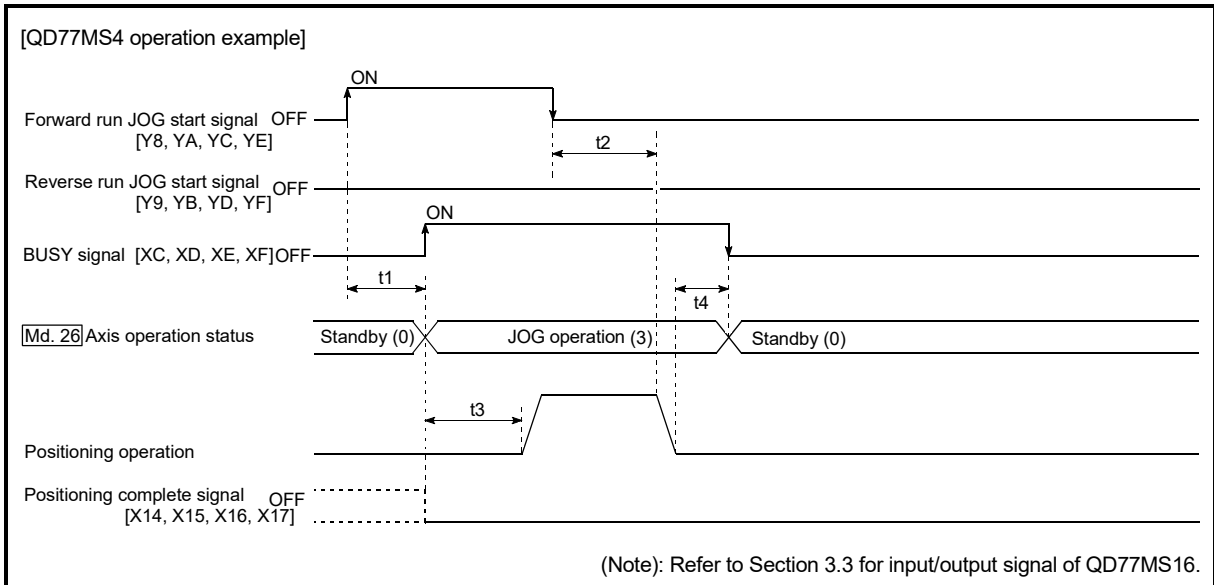 [QD77MS4 operation example]
ON
Forward run JOG start signal OFF
[Y8, YA, YC, YE]
t2
Reverse run JOG start signal OFF
[Y9, YB, YD, YF]
ON
BUSY signal [XC, XD, XE, XF]OFF
t1
t4
Md. 26 Axis operation status Standby (0) JOG operation (3) Standby (0)
t3
Positioning operation
Positioning complete signal OFF
[X14, X15, X16, X17]
(Note): Refer to Section 3.3 for input/output signal of QD77MS16.